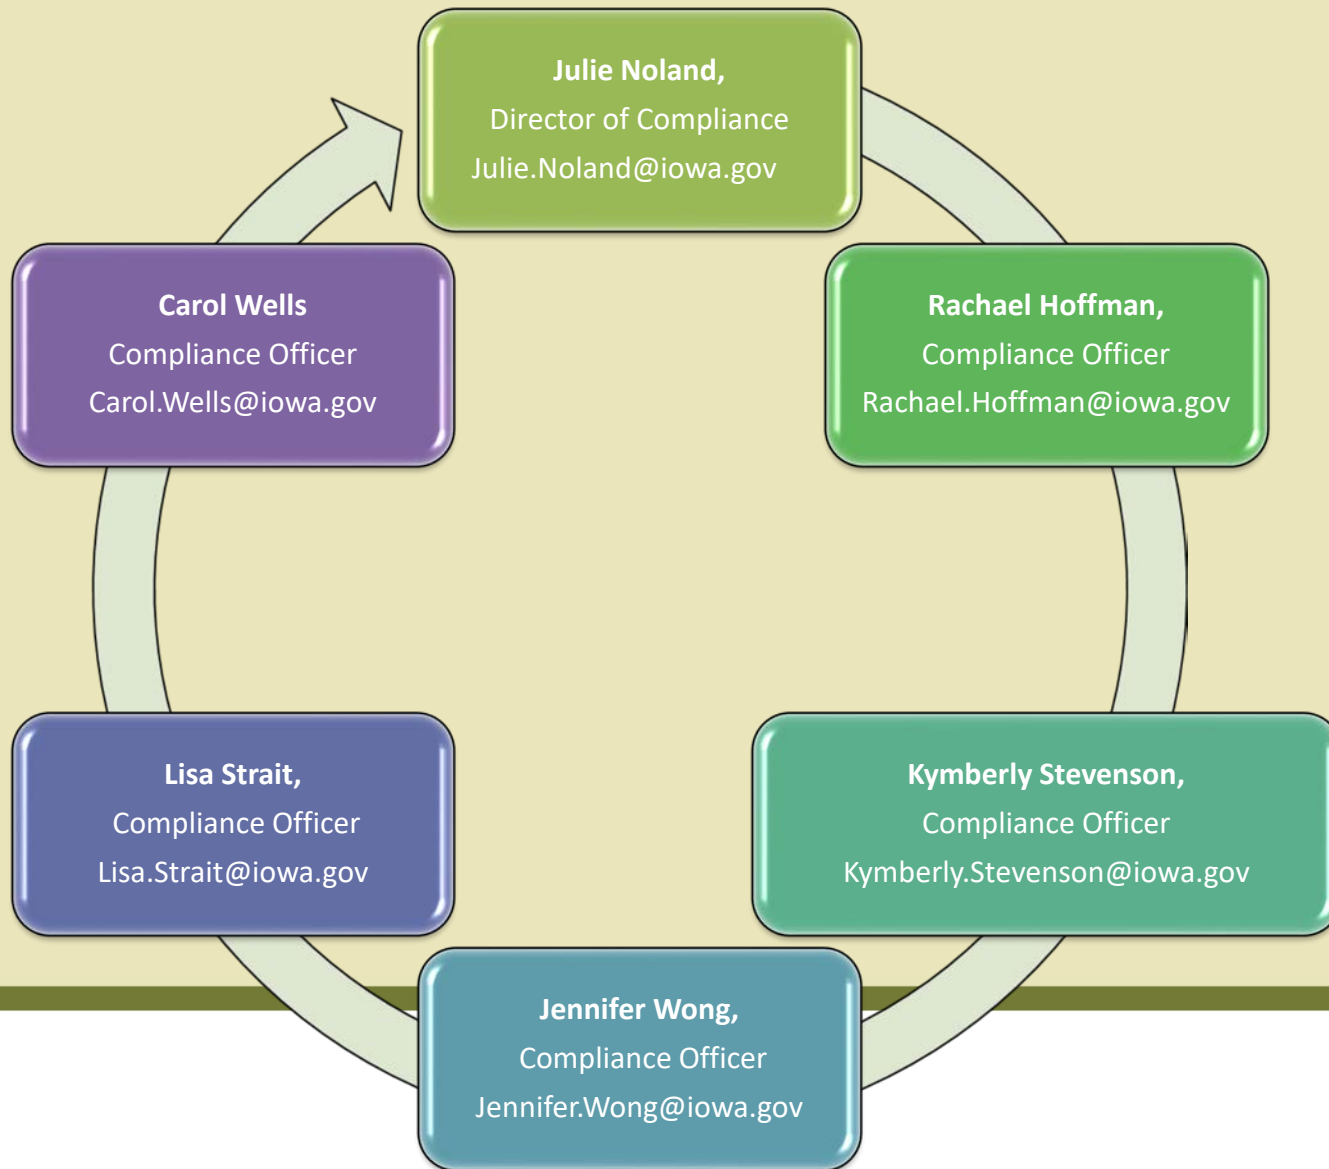 Julie Noland,
Director of Compliance
Julie.Noland@iowa.gov
Rachael Hoffman,
Compliance Officer
Rachael.Hoffman@iowa.gov
Kymberly Stevenson,
Compliance Officer
Kymberly.Stevenson@iowa.gov
Jennifer Wong,
Compliance Officer
Jennifer.Wong@iowa.gov
Lisa Strait,
Compliance Officer
Lisa.Strait@iowa.gov
Carol Wells
Compliance Officer
Carol.Wells@iowa.gov